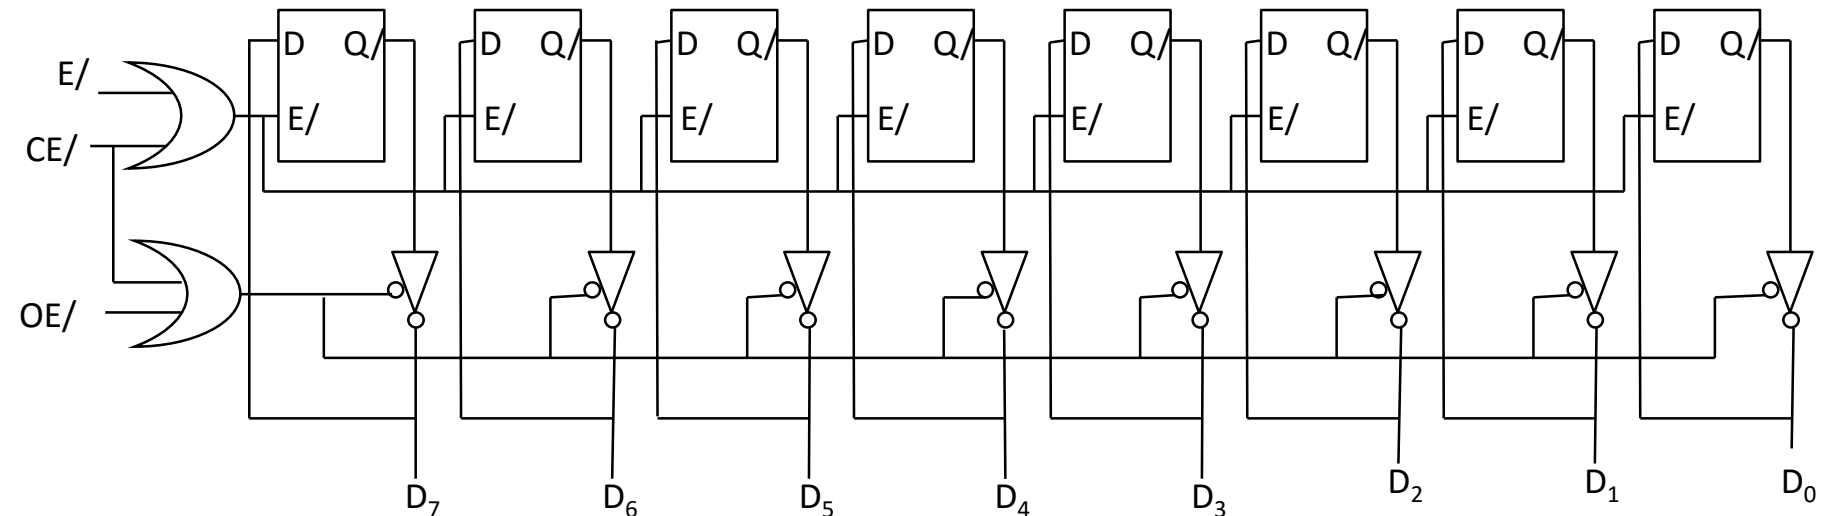 D Q/ D Q/ D Q/ D Q/ D Q/ D Q/ D Q/ D Q/
E/
E/ E/ E/ E/ E/ E/ E/ E/
CE/
OE/
D₇ D₆ D₅ D₄ D₃ D₂ D₁ D₀